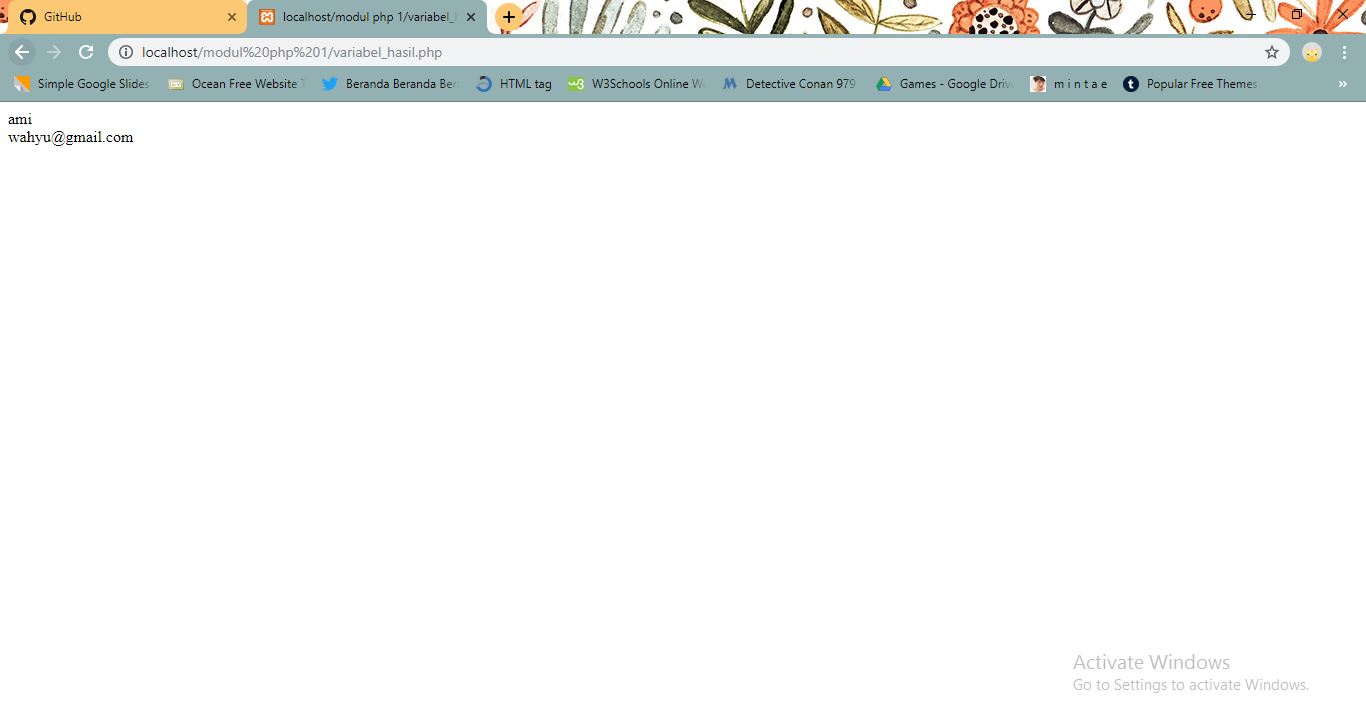 GitHub
localhost/modul php 1/variabel_
localhost/modul%20php%201/variabel_hasil.php
Simple Google Slides
Ocean Free Website
Beranda Beranda Ber
HTML tag
W3Schools Online
Detective Conan 979
Games - Google Driv
m i n t a e
Popular Free Themes
»
ami
wahyu@gmail.com
Activate Windows
Go to Settings to activate Windows.